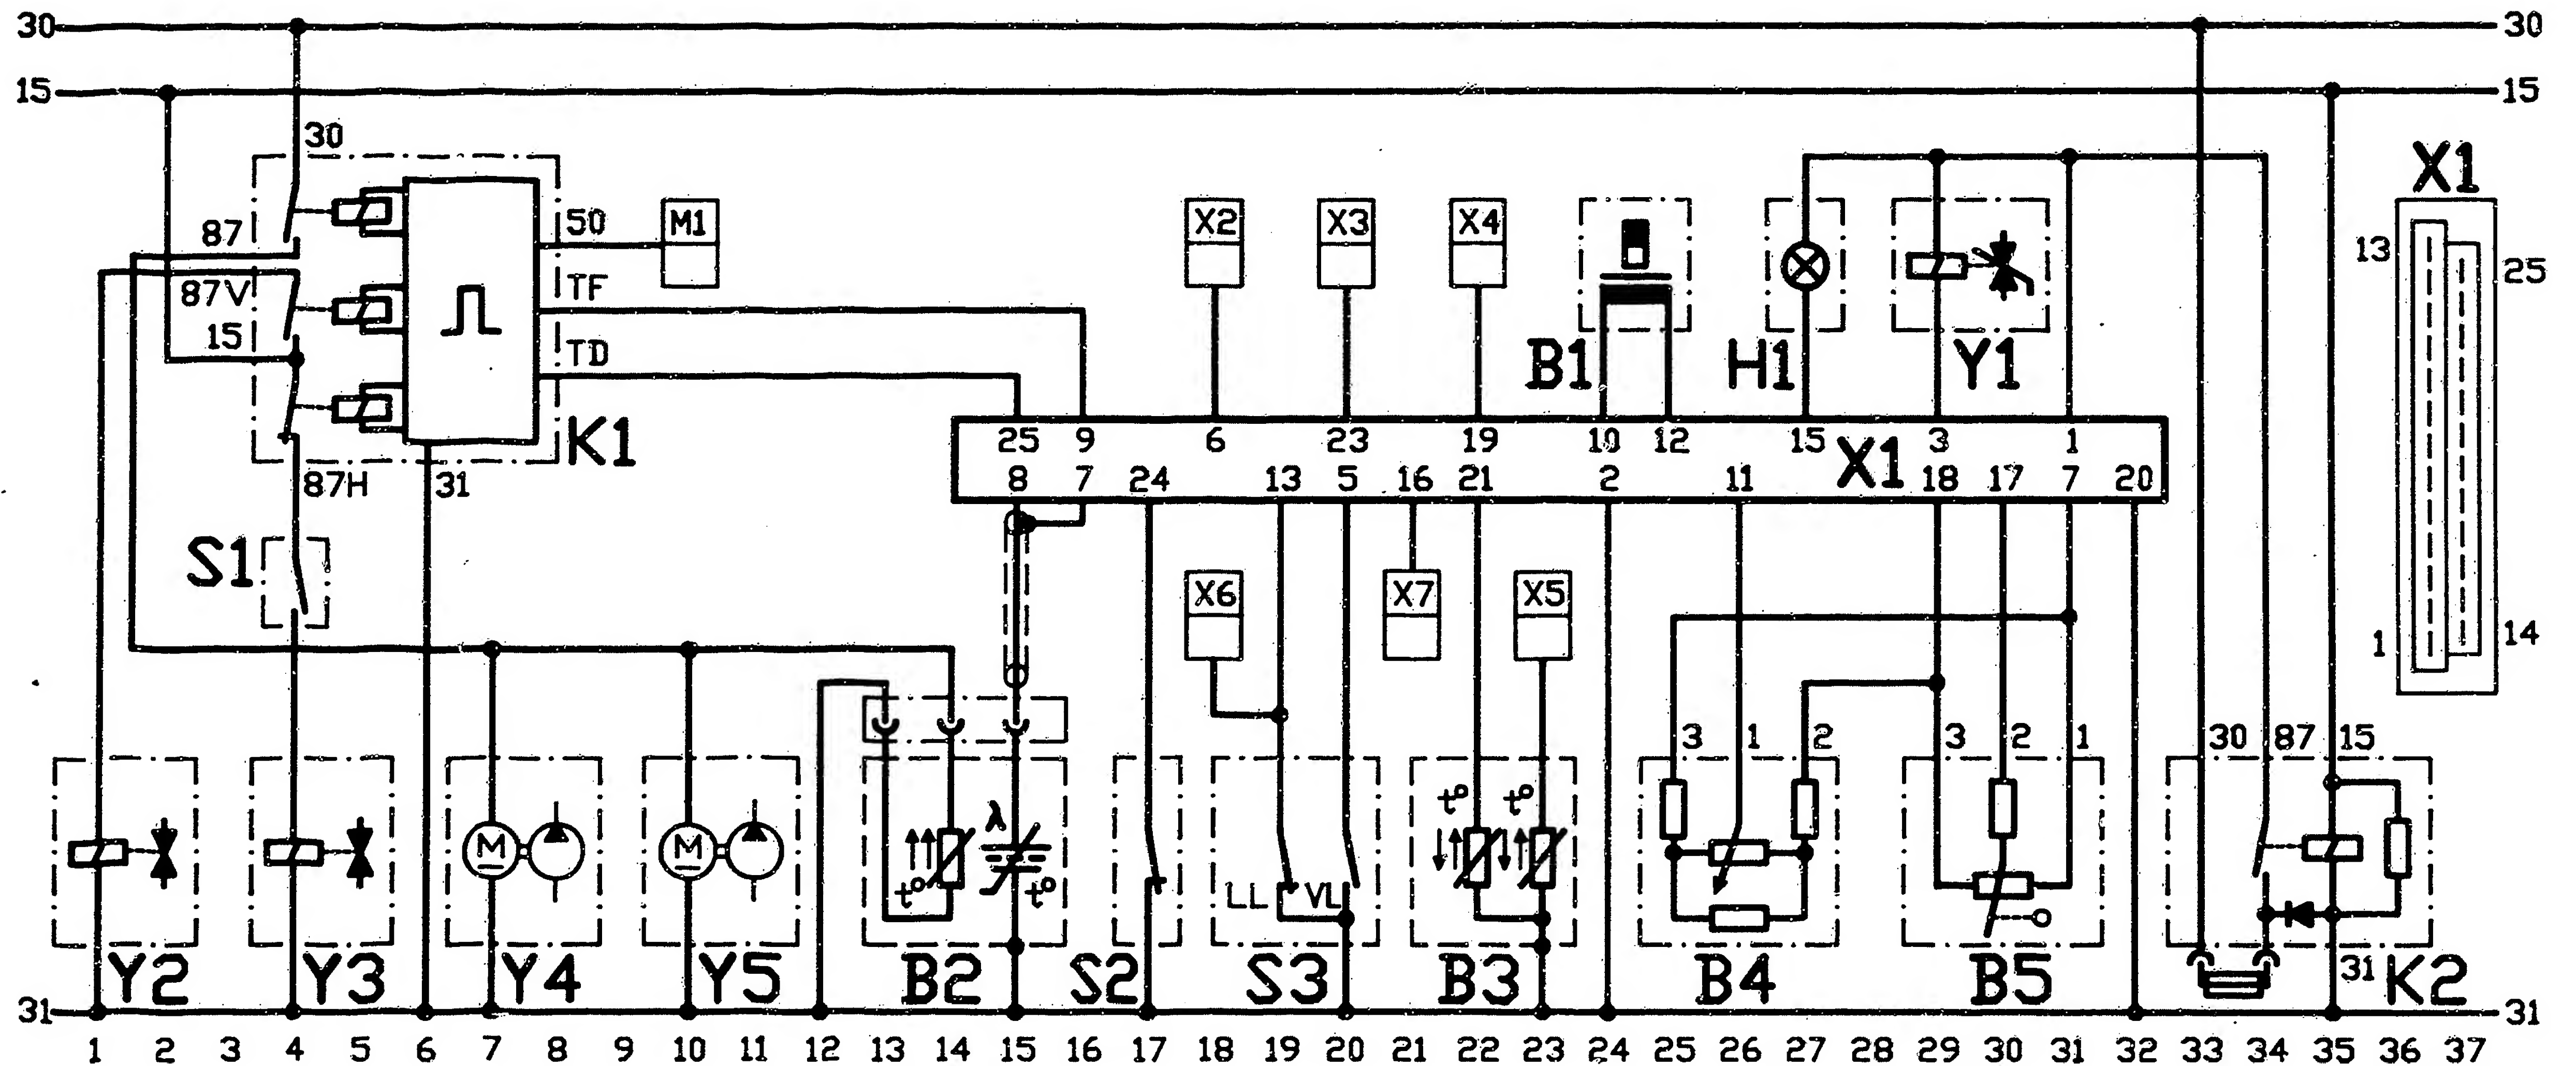 30 30
15 15
30
X1
87 50 M1 X2 X3 X4
13 25
87V TF
15 TD
B1 H1 Y1
K1 25 9 6 23 19 10 12 15 3 1
X1
87H 31 8 7 24 13 5 16 21 2 11 18 17 7 20
S1 X6 X7 X5
1 14
3 1 2 3 2 1 30 87 15
λ t° t°
M M
t° t° LL VL
Y2 Y3 Y4 Y5 B2 S2 S3 B3 B4 B5 31 K2
31 31
1 2 3 4 5 6 7 8 9 10 11 12 13 14 15 16 17 18 19 20 21 22 23 24 25 26 27 28 29 30 31 32 33 34 35 36 37